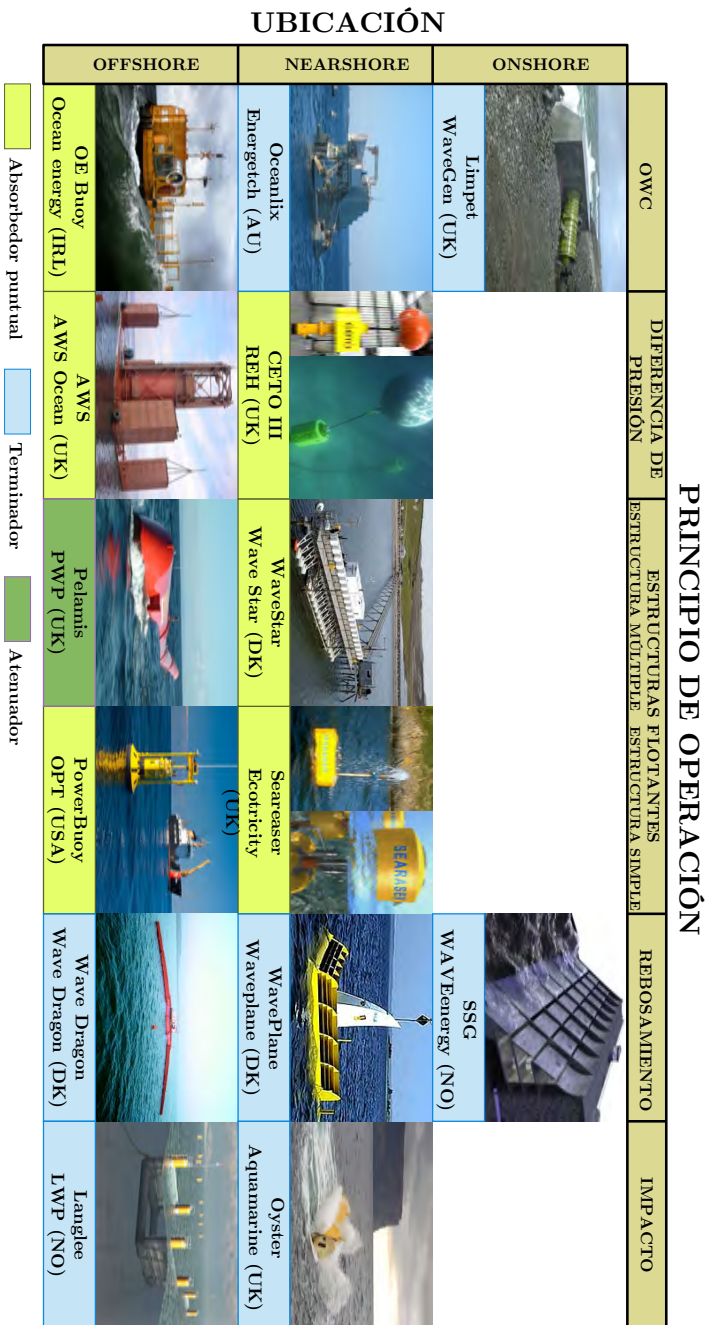 PRINCIPIO DE OPERACIÓN
UBICACIÓN
OWC
DIFERENCIA DE
PRESIÓN
ESTRUCTURAS FLOTANTES
ESTRUCTURA MÚLTIPLE
ESTRUCTURA SIMPLE
REBOSAMIENTO
IMPACTO
ONSHORE
Limpet
WaveGen (UK)
SSG
WAVEenergy (NO)
NEARSHORE
Oceanlix
Energetch (AU)
CETO III
REH (UK)
WaveStar
Wave Star (DK)
SEARASER
Searaser
Ecotricity
(UK)
WavePlane
Waveplane (DK)
Oyster
Aquamarine (UK)
OFFSHORE
OE Buoy
Ocean energy (IRL)
AWS
AWS Ocean (UK)
Pelamis
PWP (UK)
PowerBuoy
OPT (USA)
Wave Dragon
Wave Dragon (DK)
Langlee
LWP (NO)
Absorbedor puntual
Terminador
Atenuador